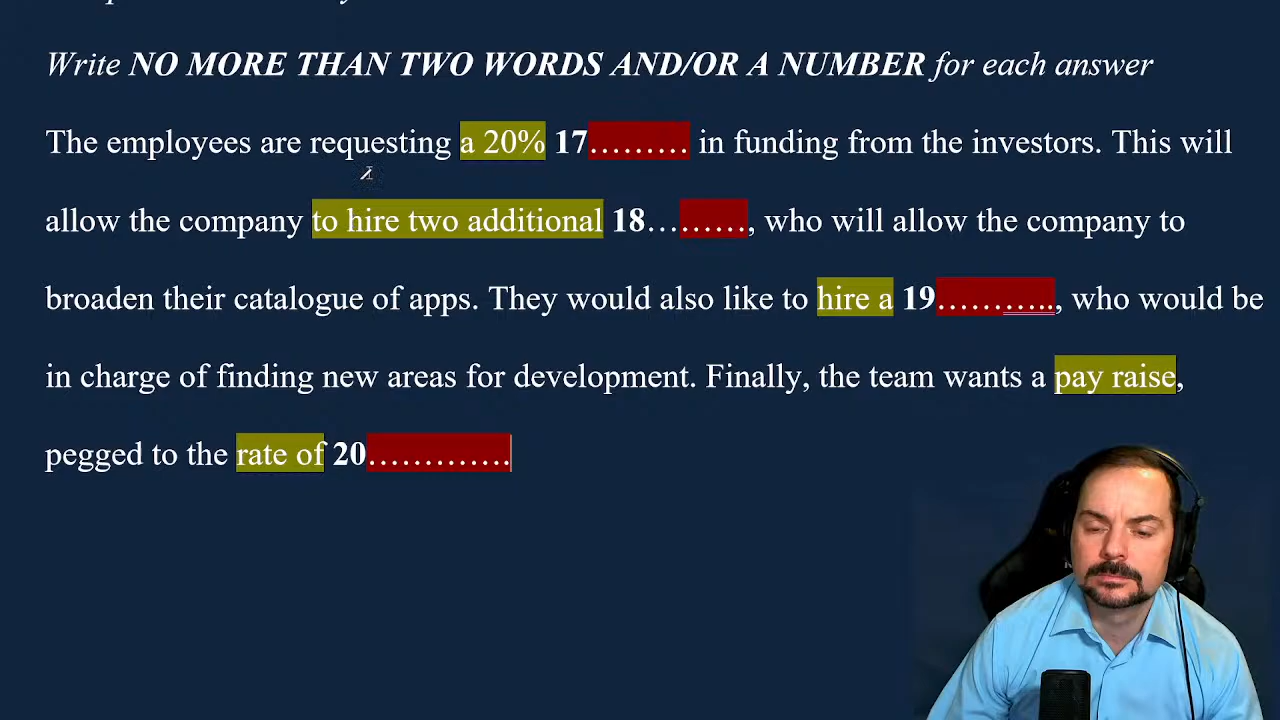 Write NO MORE THAN TWO WORDS AND/OR A NUMBER for each answer
The employees are requesting a 20% 17......... in funding from the investors. This will
allow the company to hire two additional 18…......, who will allow the company to
broaden their catalogue of apps. They would also like to hire a 19……….., who would be
in charge of finding new areas for development. Finally, the team wants a pay raise,
pegged to the rate of 20………….